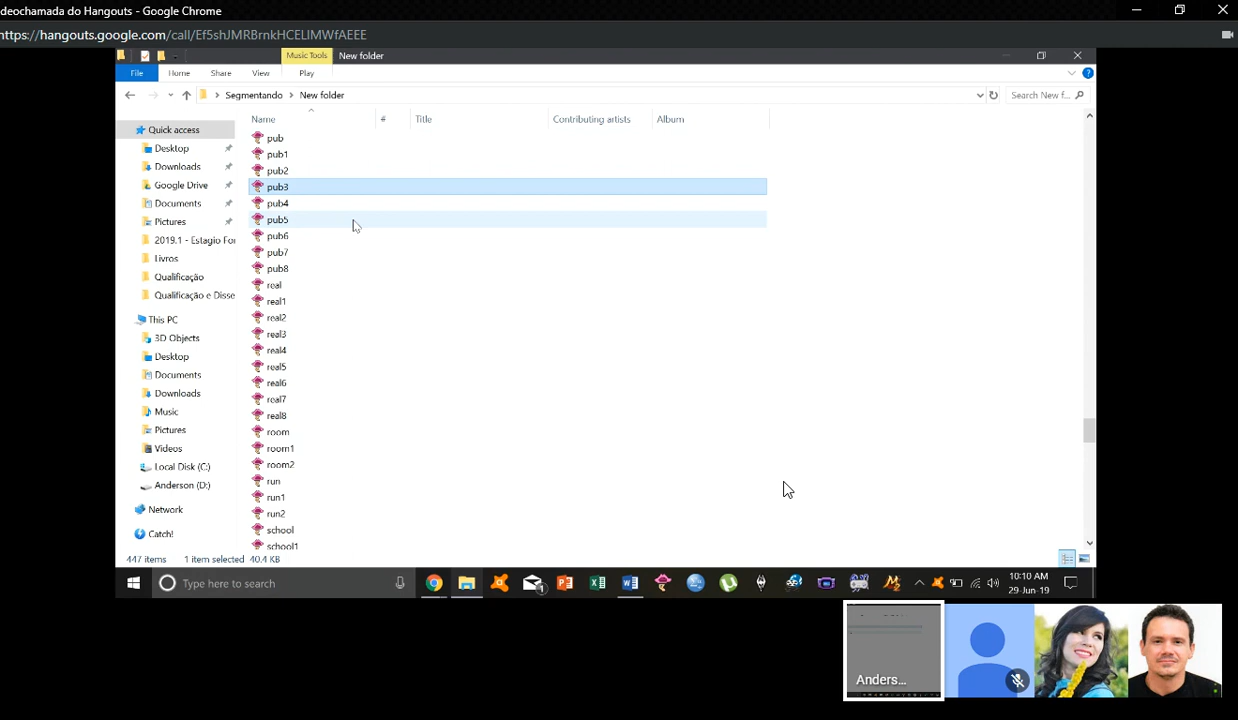 deochamada do Hangouts - Google Chrome
https://hangouts.google.com/call/Ef5shJMRBrnkHCELIMWfAEEE
Music Tools New folder
File Home Share View Play
Segmentando > New folder
Search New f...
Name # Title Contributing artists Album
Quick access
Desktop
Downloads
Google Drive
Documents
Pictures
2019.1 - Estagio For
Livros
Qualificação
Qualificação e Disse
This PC
3D Objects
Desktop
Documents
Downloads
Music
Pictures
Videos
Local Disk (C:)
Anderson (D:)
Network
Catch!
pub
pub1
pub2
pub3
pub4
pub5
pub6
pub7
pub8
real
real1
real2
real3
real4
real5
real6
real7
real8
room
room1
room2
run
run1
run2
school
school1
447 items 1 item selected 40.4 KB
Type here to search
10:10 AM
29-Jun-19
Anders...